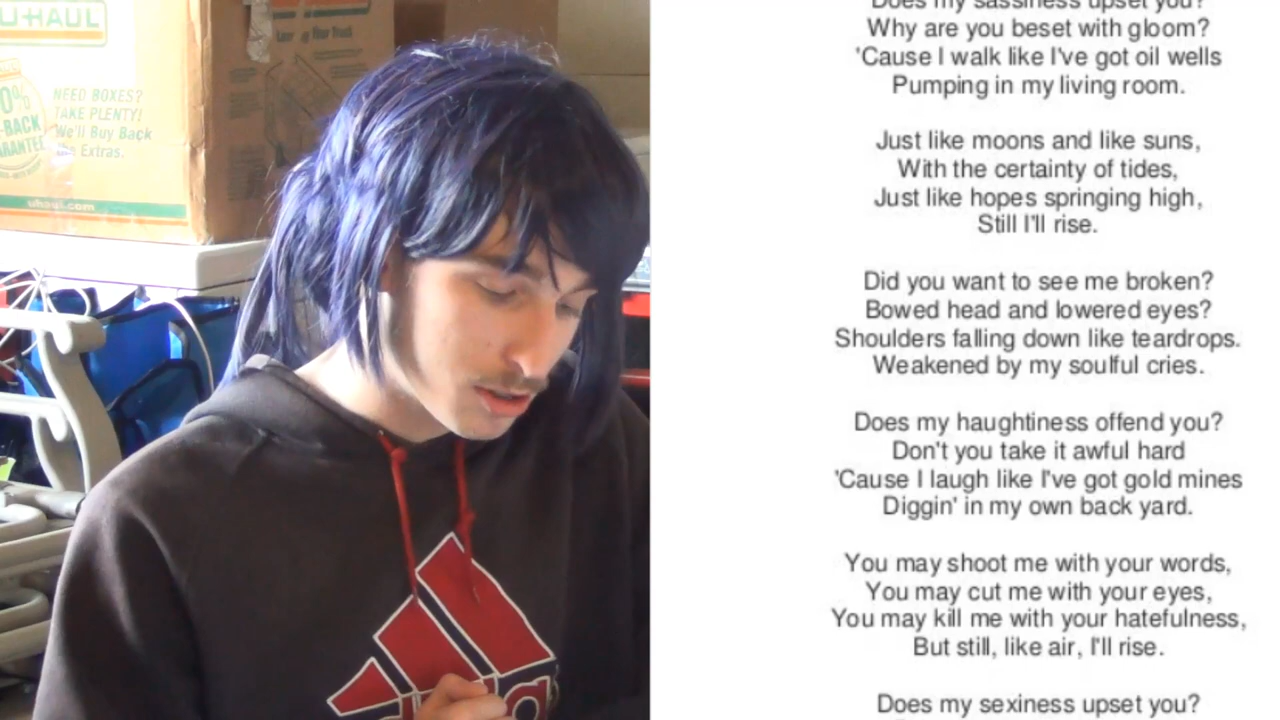 U-HAUL
NEED BOXES?
TAKE PLENTY!
We'll Buy Back
the Extras.
uhaul.com
Does my sassiness upset you?
Why are you beset with gloom?
'Cause I walk like I've got oil wells
Pumping in my living room.
Just like moons and like suns,
With the certainty of tides,
Just like hopes springing high,
Still I'll rise.
Did you want to see me broken?
Bowed head and lowered eyes?
Shoulders falling down like teardrops.
Weakened by my soulful cries.
Does my haughtiness offend you?
Don't you take it awful hard
'Cause I laugh like I've got gold mines
Diggin' in my own back yard.
You may shoot me with your words,
You may cut me with your eyes,
You may kill me with your hatefulness,
But still, like air, I'll rise.
Does my sexiness upset you?